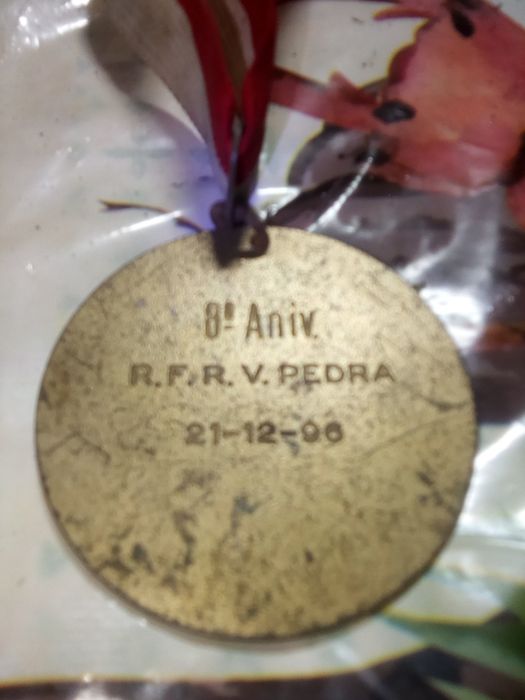 8º Aniv.
R. F. R. V. PEDRA
21-12-96